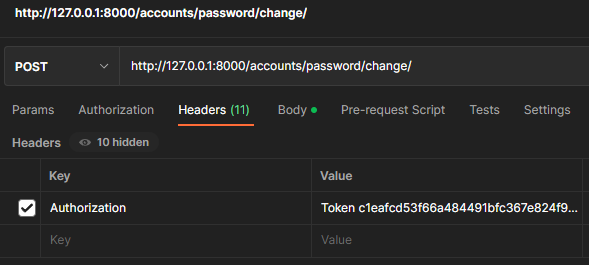 http://127.0.0.1:8000/accounts/password/change/
POST http://127.0.0.1:8000/accounts/password/change/
Params Authorization Headers (11) Body Pre-request Script Tests Settings
Headers 10 hidden
Key Value
Authorization Token c1eafcd53f66a484491bfc367e824f9...
Key Value